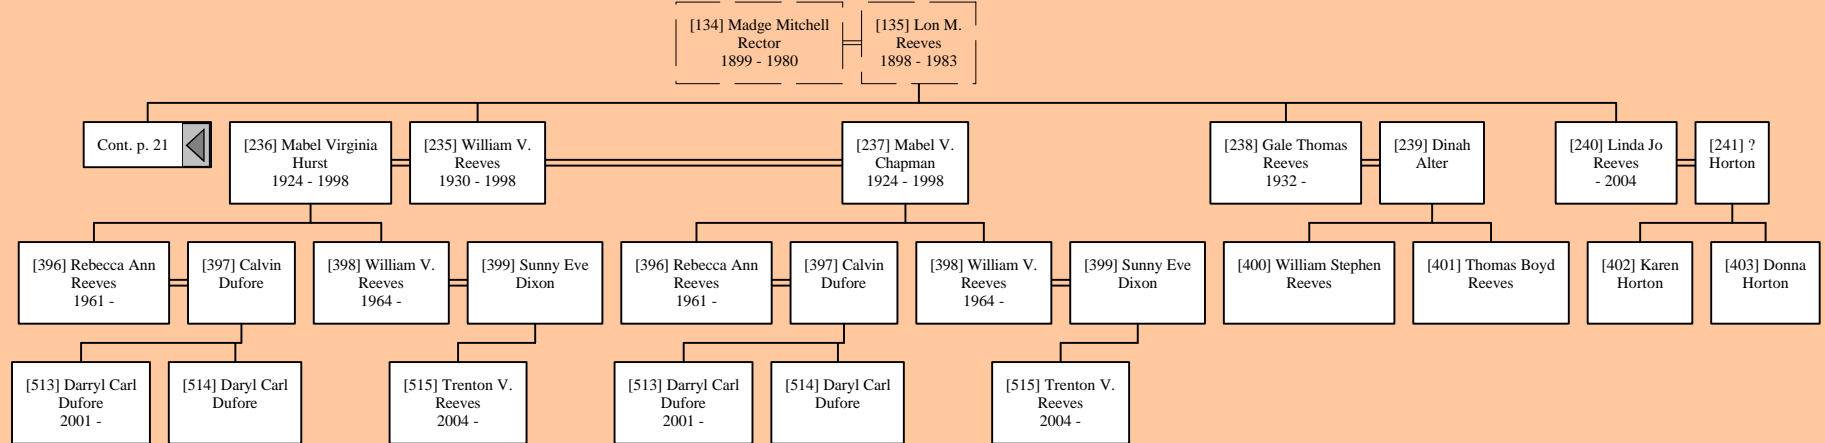 [134] Madge Mitchell
Rector
1899 - 1980
[135] Lon M.
Reeves
1898 - 1983
Cont. p. 21
[236] Mabel Virginia
Hurst
1924 - 1998
[235] William V.
Reeves
1930 - 1998
[237] Mabel V.
Chapman
1924 - 1998
[238] Gale Thomas
Reeves
1932 -
[239] Dinah
Alter
[240] Linda Jo
Reeves
- 2004
[241] ?
Horton
[396] Rebecca Ann
Reeves
1961 -
[397] Calvin
Dufore
[398] William V.
Reeves
1964 -
[399] Sunny Eve
Dixon
[396] Rebecca Ann
Reeves
1961 -
[397] Calvin
Dufore
[398] William V.
Reeves
1964 -
[399] Sunny Eve
Dixon
[400] William Stephen
Reeves
[401] Thomas Boyd
Reeves
[402] Karen
Horton
[403] Donna
Horton
[513] Darryl Carl
Dufore
2001 -
[514] Daryl Carl
Dufore
[515] Trenton V.
Reeves
2004 -
[513] Darryl Carl
Dufore
2001 -
[514] Daryl Carl
Dufore
[515] Trenton V.
Reeves
2004 -